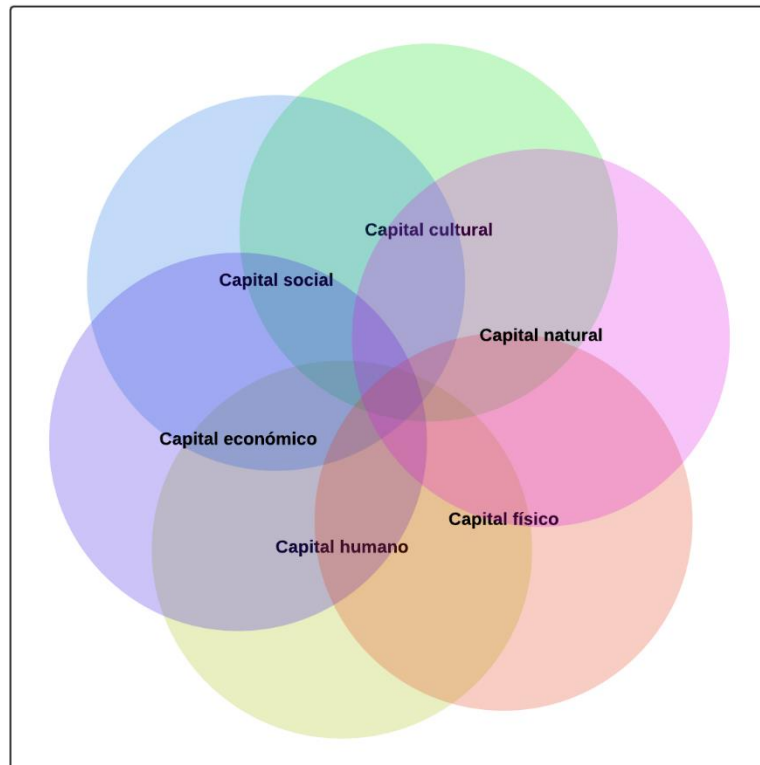 Capital cultural
Capital social
Capital natural
Capital económico
Capital físico
Capital humano